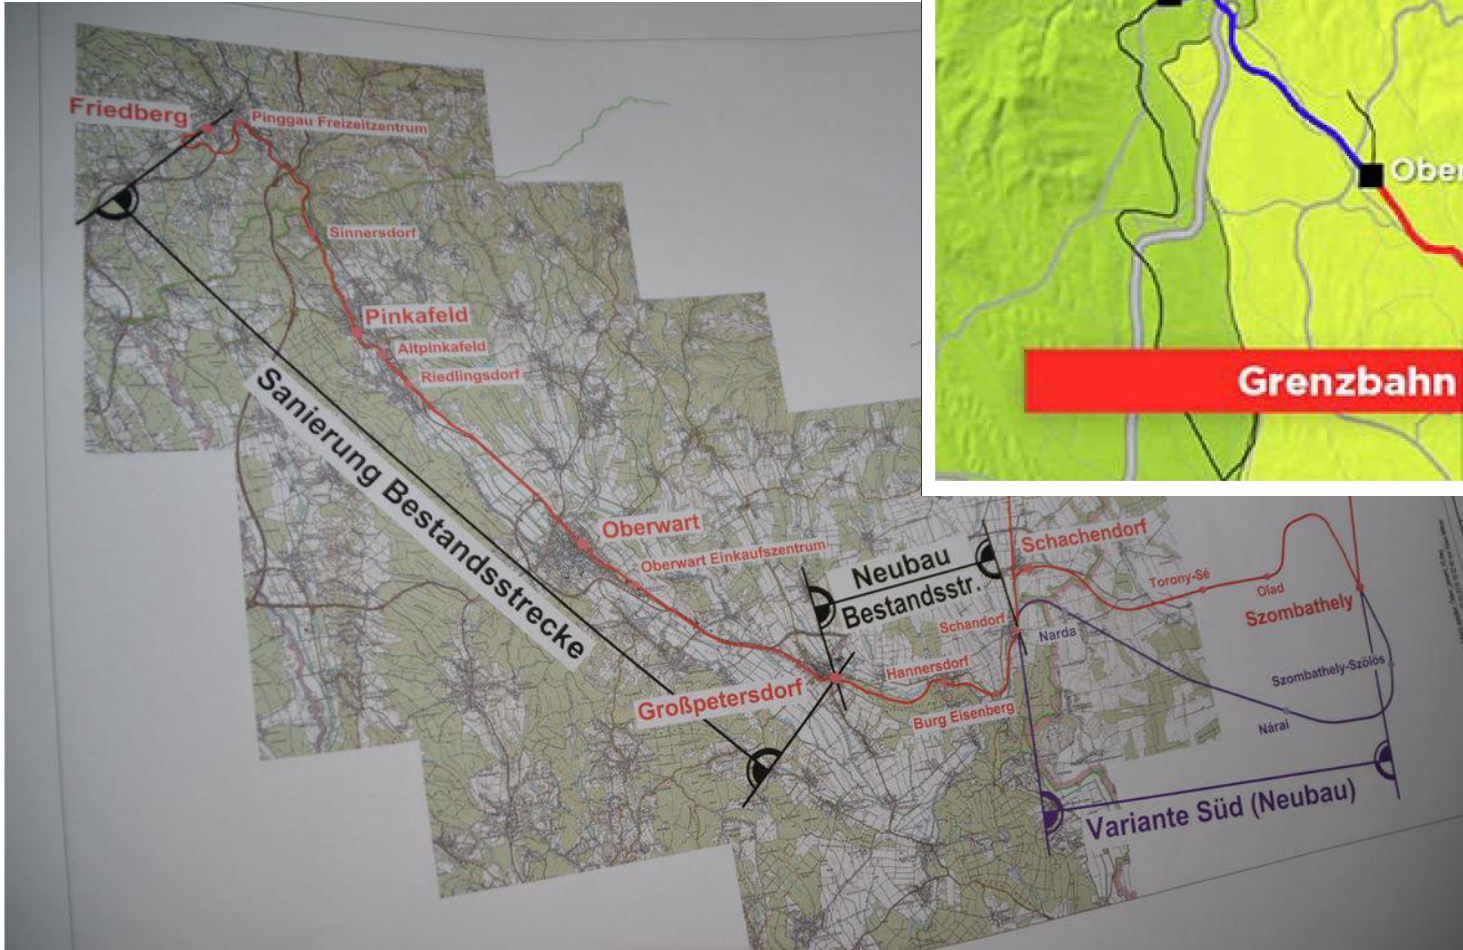 Friedberg
Pinggau Freizeitzentrum
Sinnersdorf
Pinkafeld
Altpinkafeld
Riedlingsdorf
Sanierung Bestandsstrecke
Oberwart
Oberwart Einkaufszentrum
Großpetersdorf
Neubau
Bestandsstr.
Hannersdorf
Burg Eisenberg
Schandorf
Schachendorf
Narda
Torony-Sé
Olad
Szombathely
Szombathely-Szölös
Nárai
Variante Süd (Neubau)
Ober
Grenzbahn